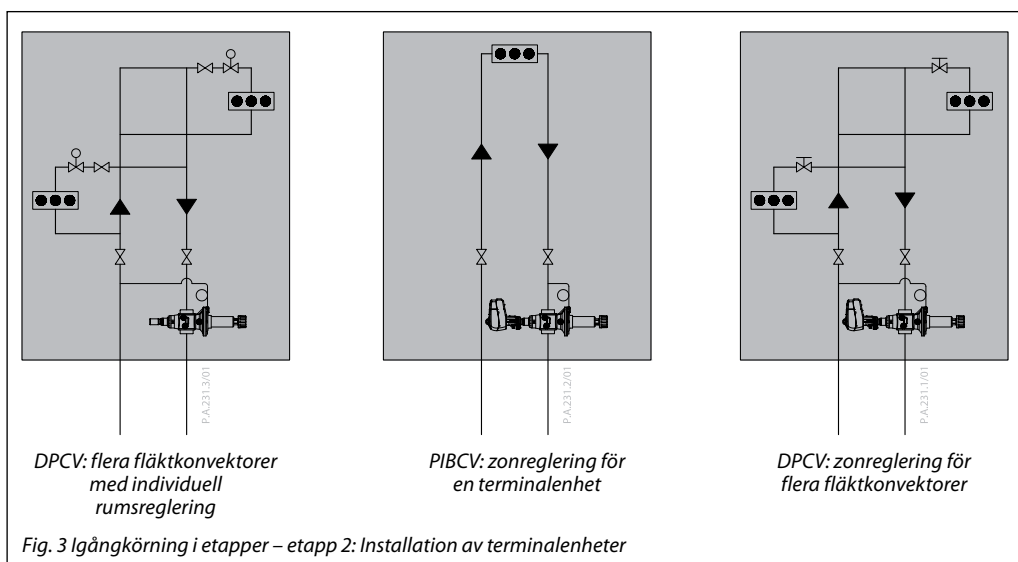 P.A.231.3/01
P.A.231.2/01
P.A.231.1/01
DPCV: flera fläktkonvektorer
med individuell
rumsreglering
PIBCV: zonreglering för
en terminalenhet
DPCV: zonreglering för
flera fläktkonvektorer
Fig. 3 Igångkörning i etapper – etapp 2: Installation av terminalenheter